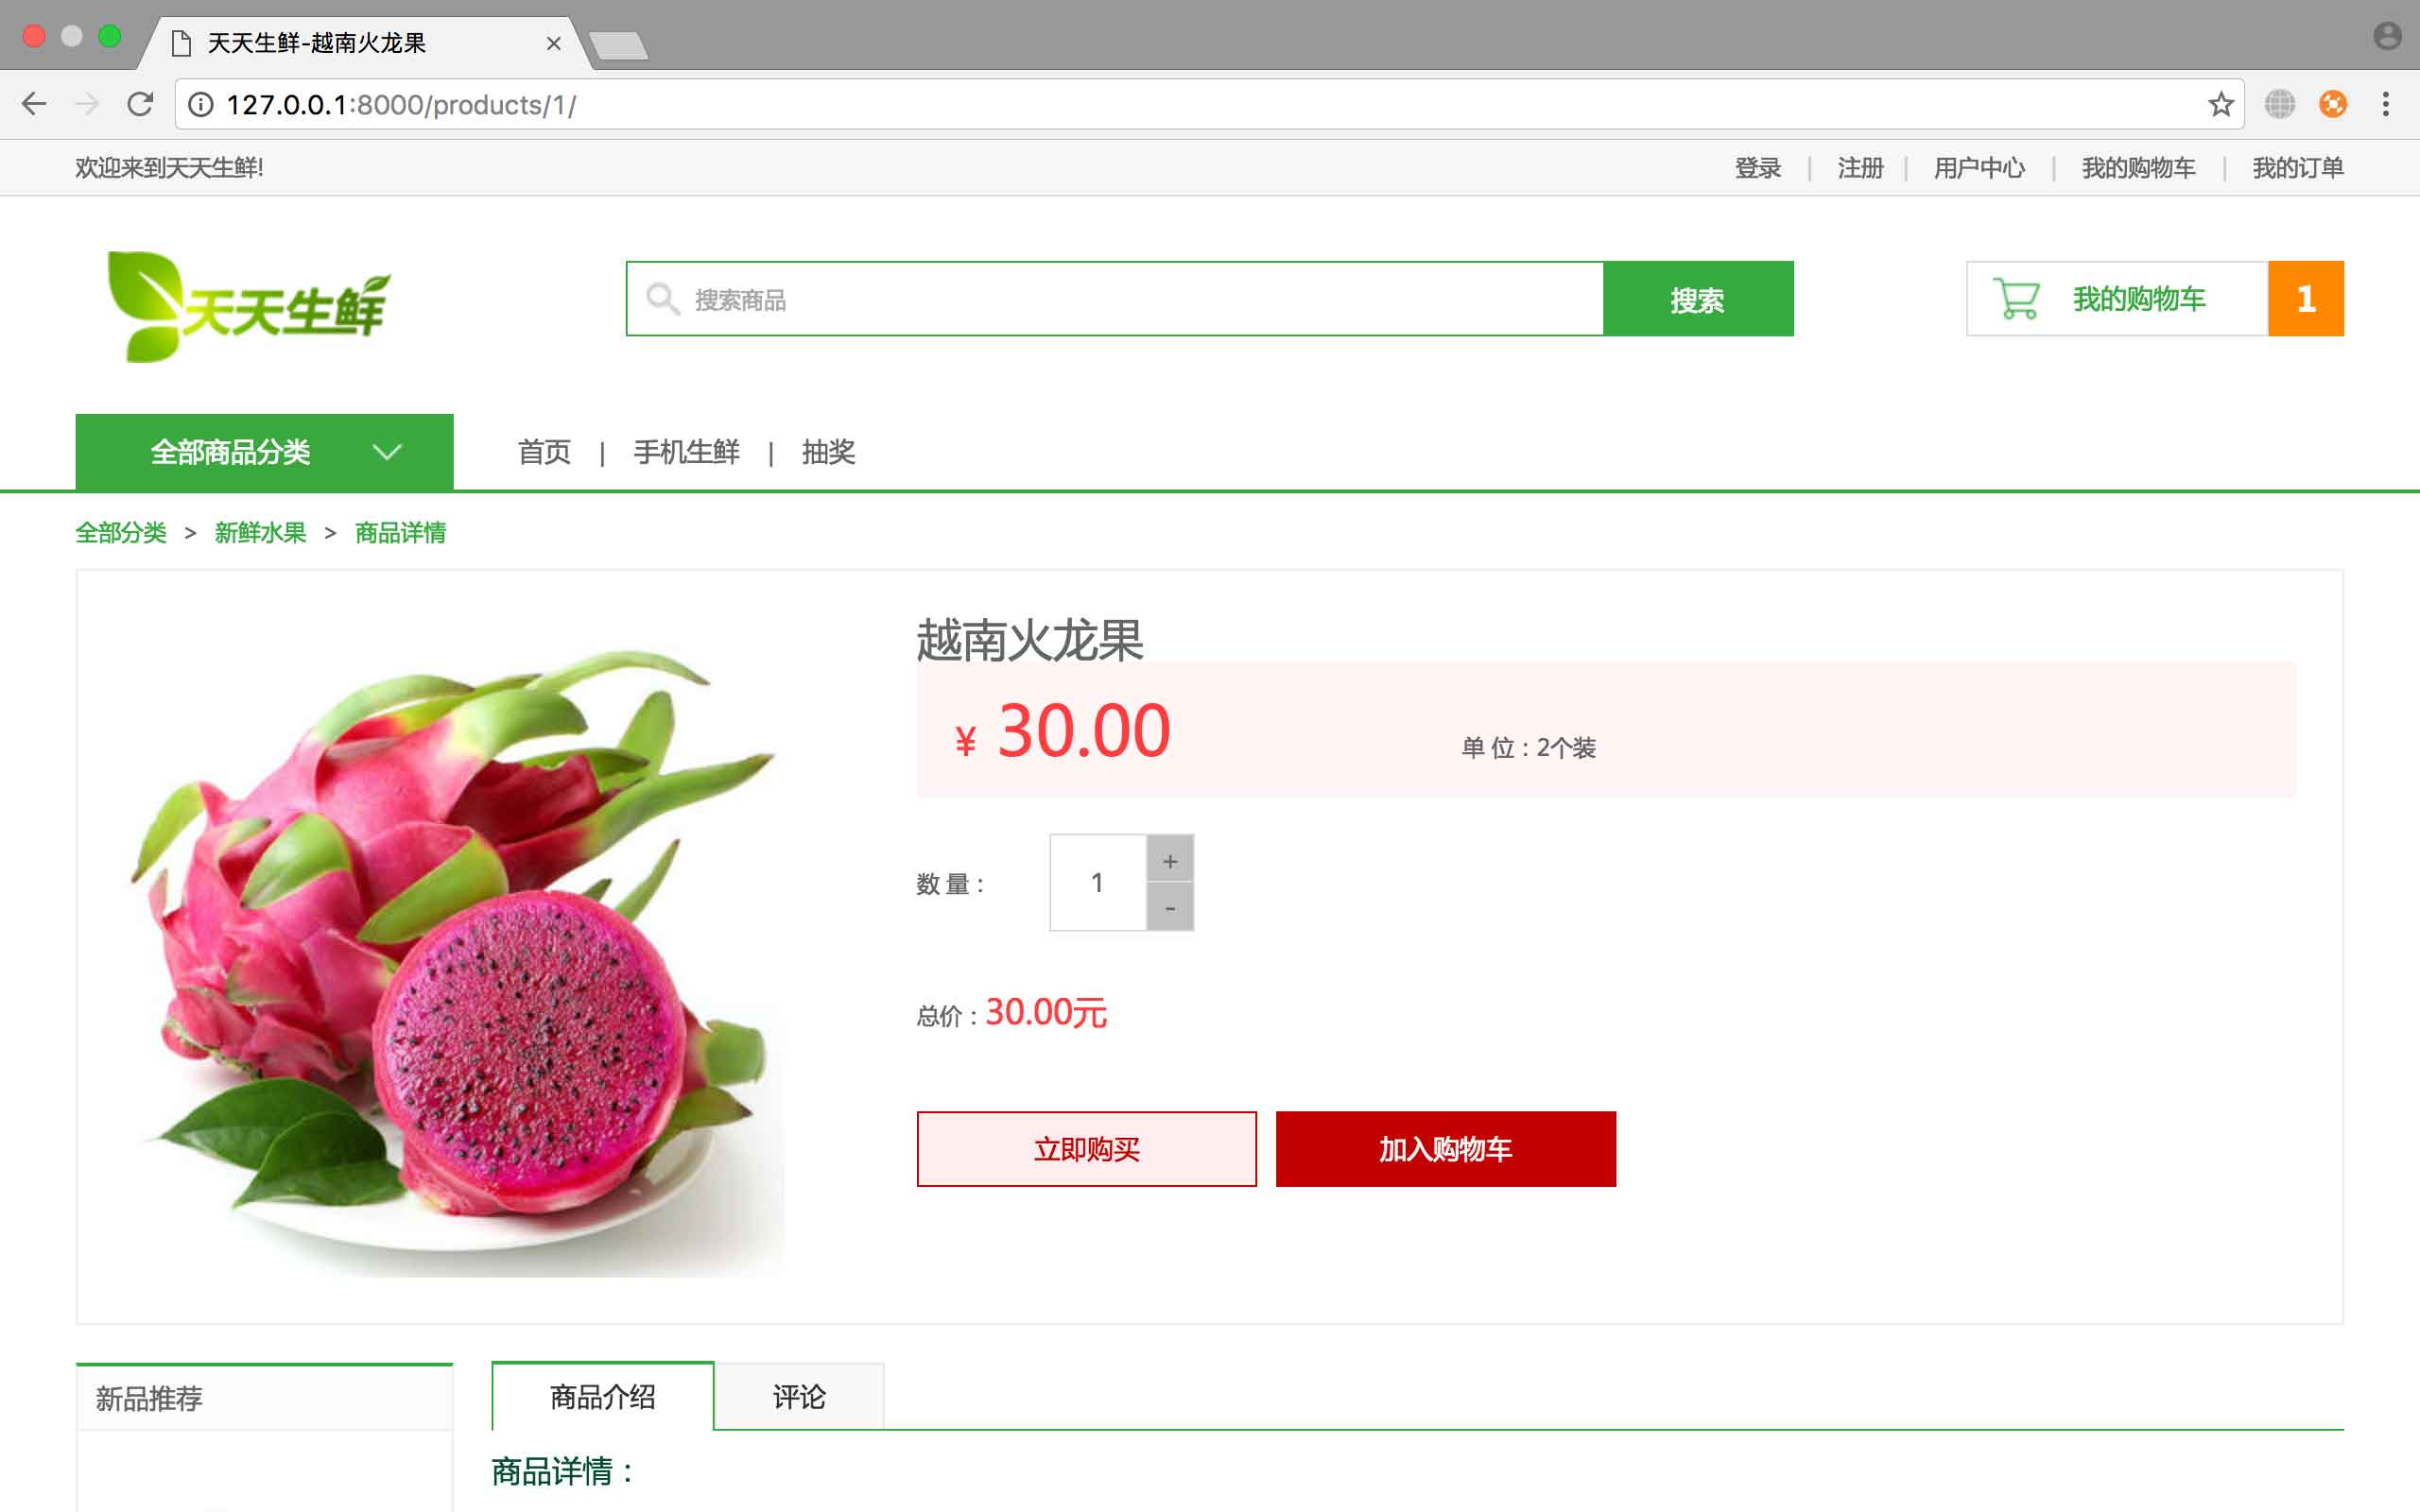 天天生鲜-越南火龙果
127.0.0.1:8000/products/1/
欢迎来到天天生鲜!
登录 | 注册 | 用户中心 | 我的购物车 | 我的订单
天天生鲜
搜索商品
搜索
我的购物车
1
全部商品分类
首页 | 手机生鲜 | 抽奖
全部分类 > 新鲜水果 > 商品详情
越南火龙果
¥ 30.00
单 位：2个装
数 量：
1
+
-
总价：30.00元
立即购买
加入购物车
新品推荐
商品介绍
评论
商品详情：